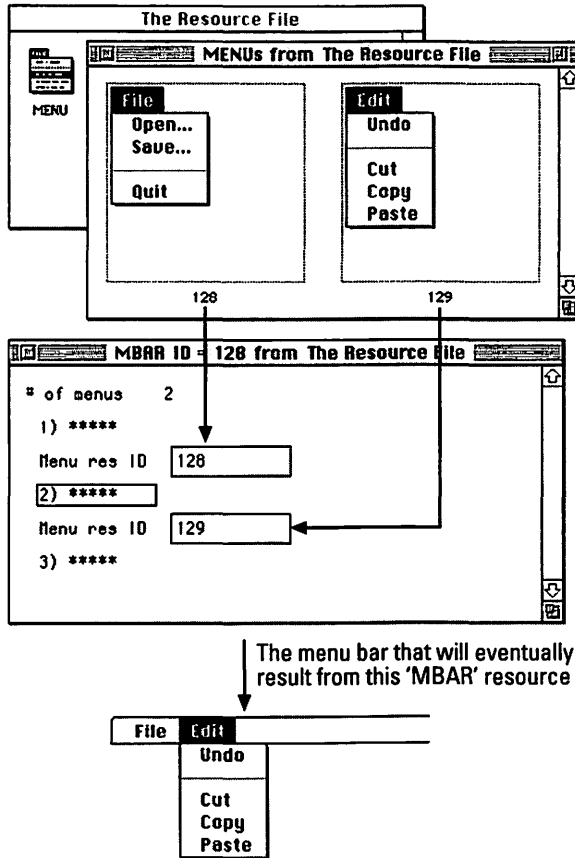 The Resource File
MENUs from The Resource File
MENU
File
Open...
Save...
Quit
128
Edit
Undo
Cut
Copy
Paste
129
MBAR ID = 128 from The Resource File
# of menus 2
1) *****
Menu res ID 128
2) *****
Menu res ID 129
3) *****
The menu bar that will eventually
result from this 'MBAR' resource
File Edit
Undo
Cut
Copy
Paste